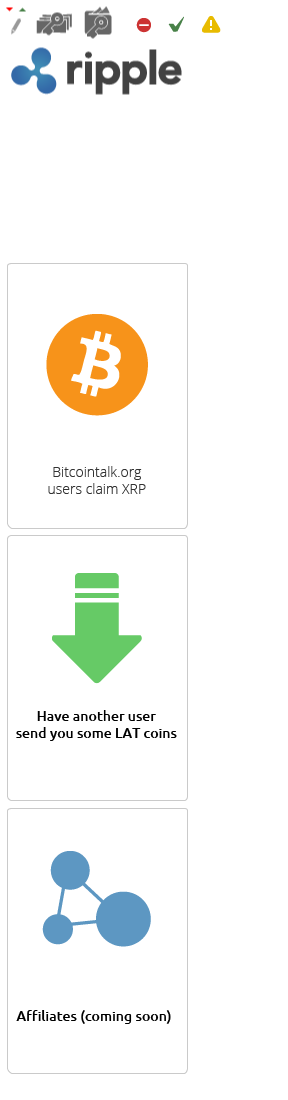 ripple
Bitcointalk.org
users claim XRP
Have another user
send you some LAT coins
Affiliates (coming soon)